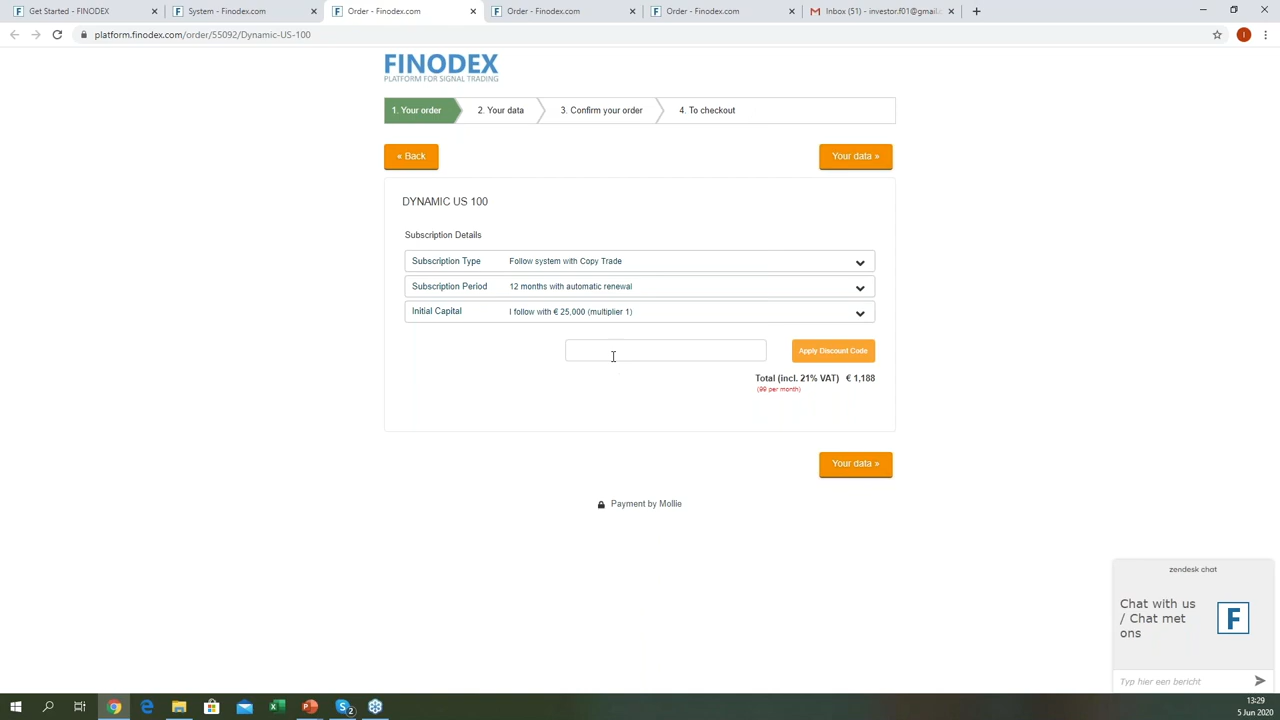 Get Started - FINODEX
System - Finodex.com
Order - Finodex.com
Order - Finodex.com
Order - Finodex.com
Inbox (51) - investor.f01@gmail.c
platform.finodex.com/order/55092/Dynamic-US-100
I
FINODEX
PLATFORM FOR SIGNAL TRADING
1. Your order
2. Your data
3. Confirm your order
4. To checkout
« Back
Your data »
DYNAMIC US 100
Subscription Details
Subscription Type Follow system with Copy Trade
Subscription Period 12 months with automatic renewal
Initial Capital I follow with € 25,000 (multiplier 1)
Apply Discount Code
Total (incl. 21% VAT) € 1,188
(99 per month)
Your data »
Payment by Mollie
zendesk chat
Chat with us
/ Chat met
ons
F
Typ hier een bericht
13:29
5 Jun 2020